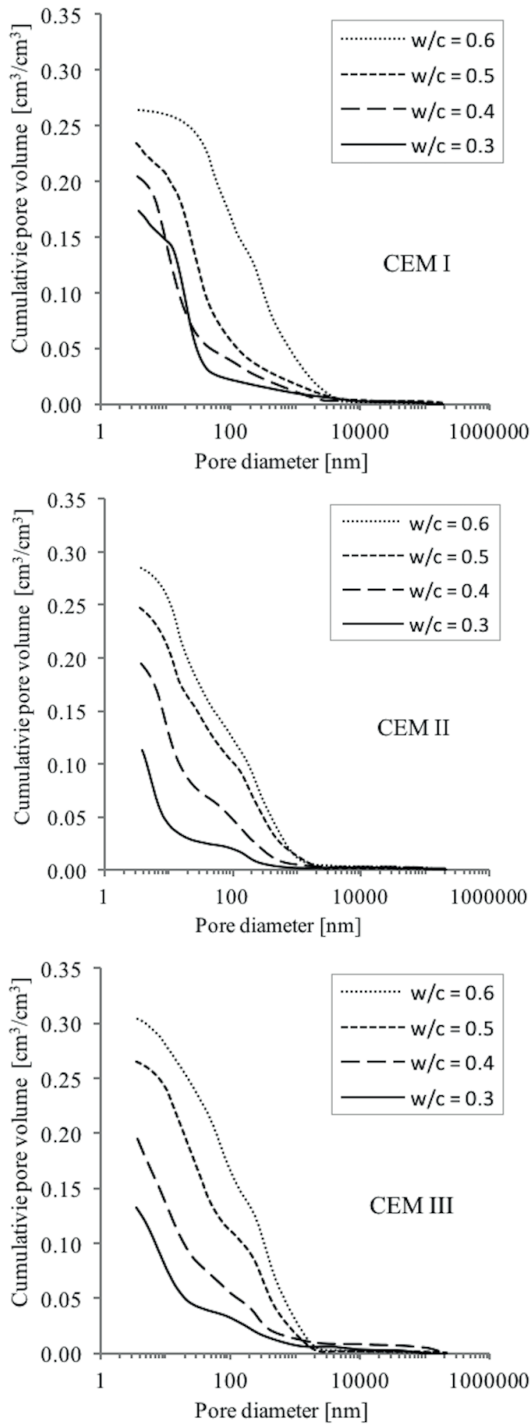 Cumulativie pore volume [cm³/cm³]
0.35
0.30
0.25
0.20
0.15
0.10
0.05
0.00
w/c = 0.6
w/c = 0.5
w/c = 0.4
w/c = 0.3
CEM I
1 100 10000 1000000
Pore diameter [nm]
Cumulativie pore volume [cm³/cm³]
0.35
0.30
0.25
0.20
0.15
0.10
0.05
0.00
w/c = 0.6
w/c = 0.5
w/c = 0.4
w/c = 0.3
CEM II
1 100 10000 1000000
Pore diameter [nm]
Cumulativie pore volume [cm³/cm³]
0.35
0.30
0.25
0.20
0.15
0.10
0.05
0.00
w/c = 0.6
w/c = 0.5
w/c = 0.4
w/c = 0.3
CEM III
1 100 10000 1000000
Pore diameter [nm]